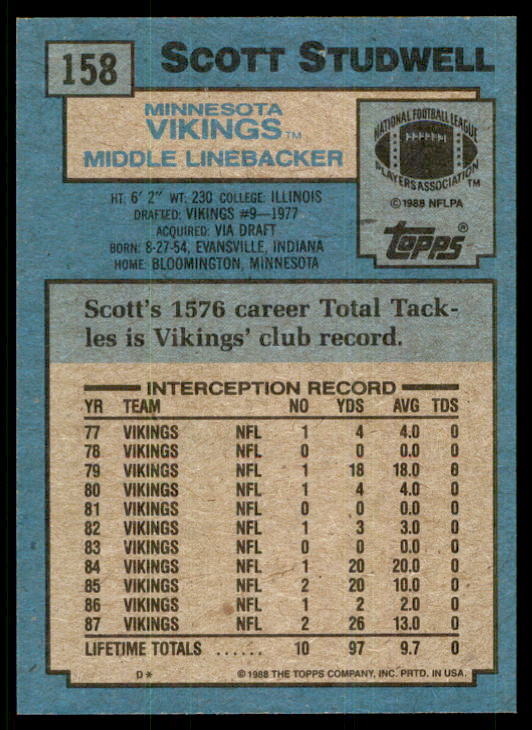 158
SCOTT STUDWELL
MINNESOTA
VIKINGS™
MIDDLE LINEBACKER
NATIONAL FOOTBALL LEAGUE
PLAYERS ASSOCIATION™
©1988 NFLPA
topps®
HT: 6' 2" WT: 230 COLLEGE: ILLINOIS
DRAFTED: VIKINGS #9—1977
ACQUIRED: VIA DRAFT
BORN: 8-27-54, EVANSVILLE, INDIANA
HOME: BLOOMINGTON, MINNESOTA
Scott's 1576 career Total Tack-
les is Vikings' club record.
INTERCEPTION RECORD
YR TEAM NO YDS AVG TDS
77 VIKINGS NFL 1 4 4.0 0
78 VIKINGS NFL 0 0 0.0 0
79 VIKINGS NFL 1 18 18.0 0
80 VIKINGS NFL 1 4 4.0 0
81 VIKINGS NFL 0 0 0.0 0
82 VIKINGS NFL 1 3 3.0 0
83 VIKINGS NFL 0 0 0.0 0
84 VIKINGS NFL 1 20 20.0 0
85 VIKINGS NFL 2 20 10.0 0
86 VIKINGS NFL 1 2 2.0 0
87 VIKINGS NFL 2 26 13.0 0
LIFETIME TOTALS ...... 10 97 9.7 0
D* ©1988 THE TOPPS COMPANY, INC. PRTD. IN USA.